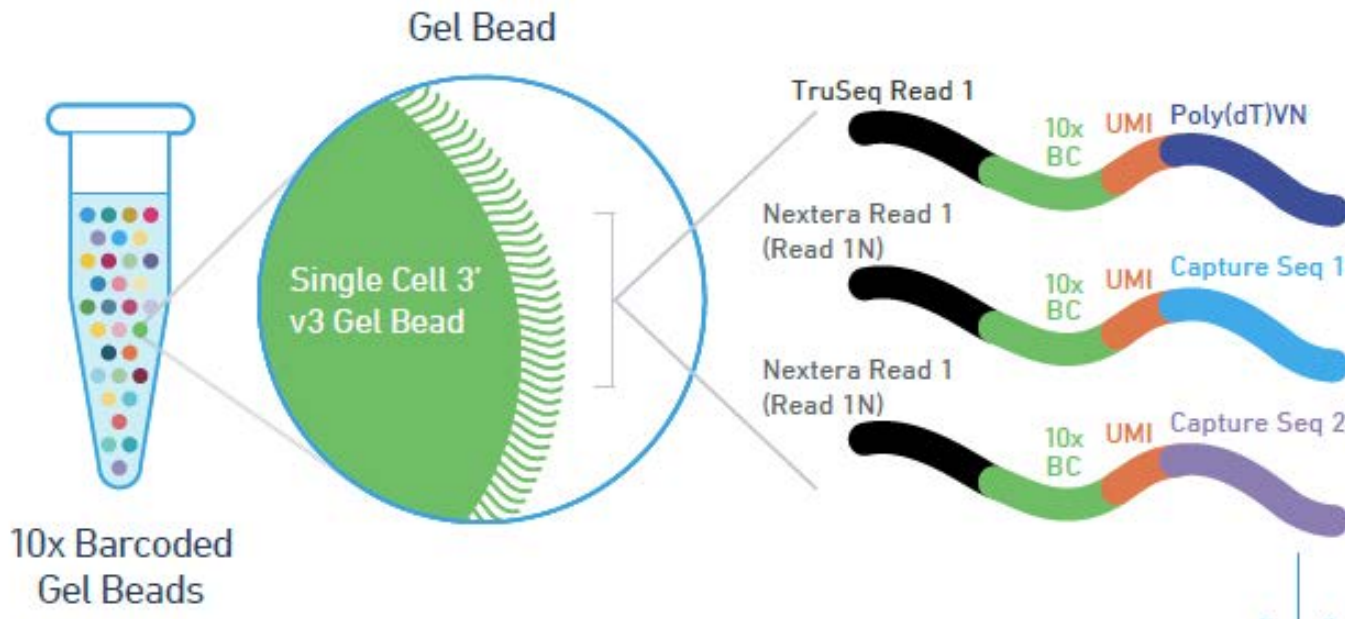 Gel Bead
TruSeq Read 1
10x
BC
UMI
Poly(dT)VN
Nextera Read 1
(Read 1N)
10x
BC
UMI
Capture Seq 1
Single Cell 3'
v3 Gel Bead
Nextera Read 1
(Read 1N)
10x
BC
UMI
Capture Seq 2
10x Barcoded
Gel Beads